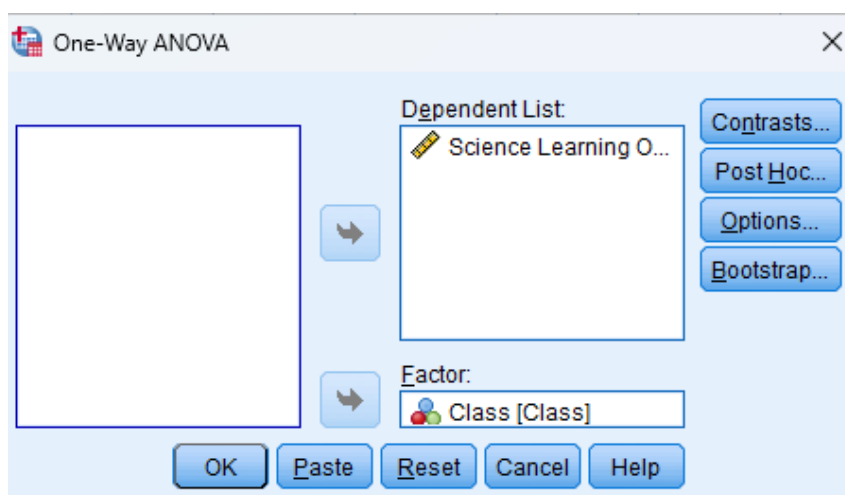 One-Way ANOVA
Dependent List:
Science Learning O...
Contrasts...
Post Hoc...
Options...
Bootstrap...
Factor:
Class [Class]
OK Paste Reset Cancel Help